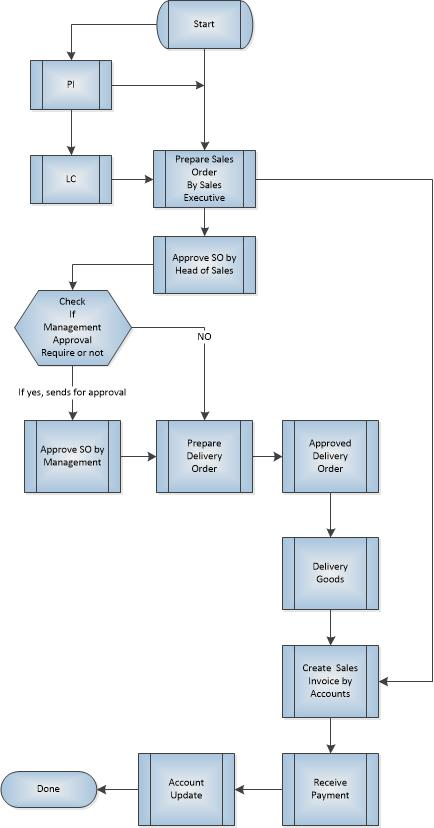 Start
PI
LC
Prepare Sales
Order
By Sales
Executive
Approve SO by
Head of Sales
Check
If
Management
Approval
Require or not
NO
If yes, sends for approval
Approve SO by
Management
Prepare
Delivery
Order
Approved
Delivery
Order
Delivery
Goods
Create Sales
Invoice by
Accounts
Receive
Payment
Account
Update
Done